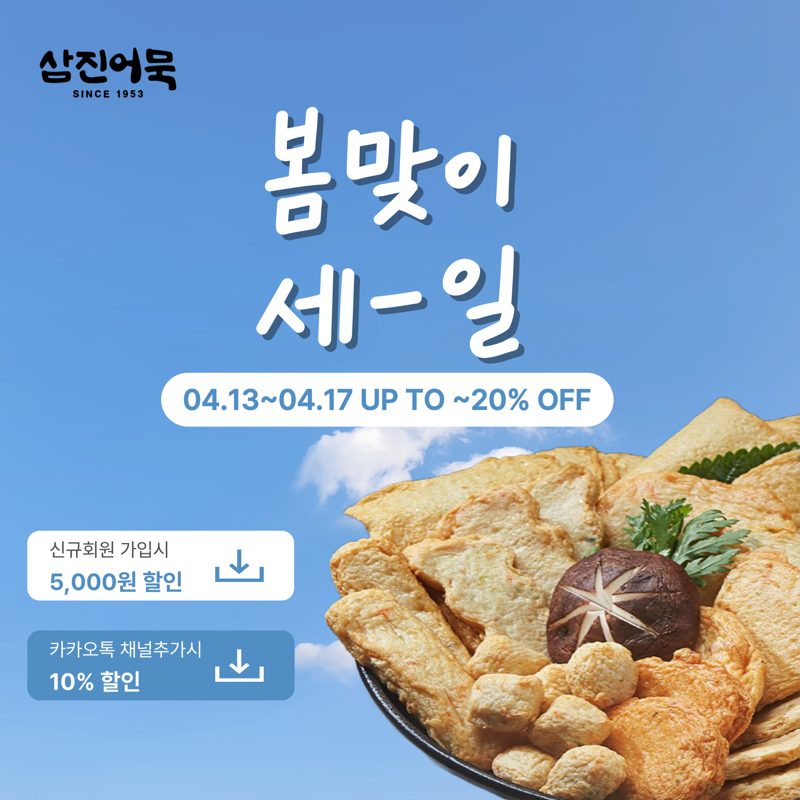 삼진어묵
SINCE 1953
봄맞이
세-일
04.13~04.17 UP TO ~20% OFF
신규회원 가입시
5,000원 할인
카카오톡 채널추가시
10% 할인